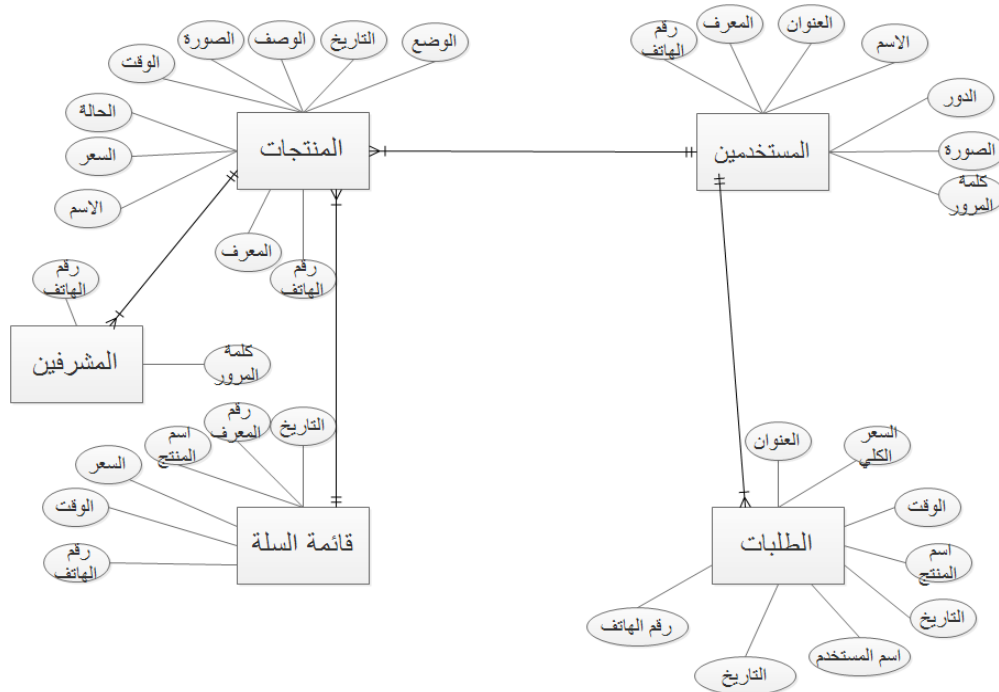 الوضع
التاريخ
الوصف
الصورة
الوقت
الحالة
السعر
الاسم
المنتجات
المعرف
رقم
الهاتف
رقم
الهاتف
المعرف
العنوان
الاسم
الدور
الصورة
كلمة
المرور
المستخدمين
رقم
الهاتف
المشرفين
كلمة
المرور
التاريخ
رقم
المعرف
اسم
المنتج
السعر
الوقت
رقم
الهاتف
قائمة السلة
العنوان
السعر
الكلي
الوقت
اسم
المنتج
التاريخ
الطلبات
رقم الهاتف
التاريخ
اسم المستخدم